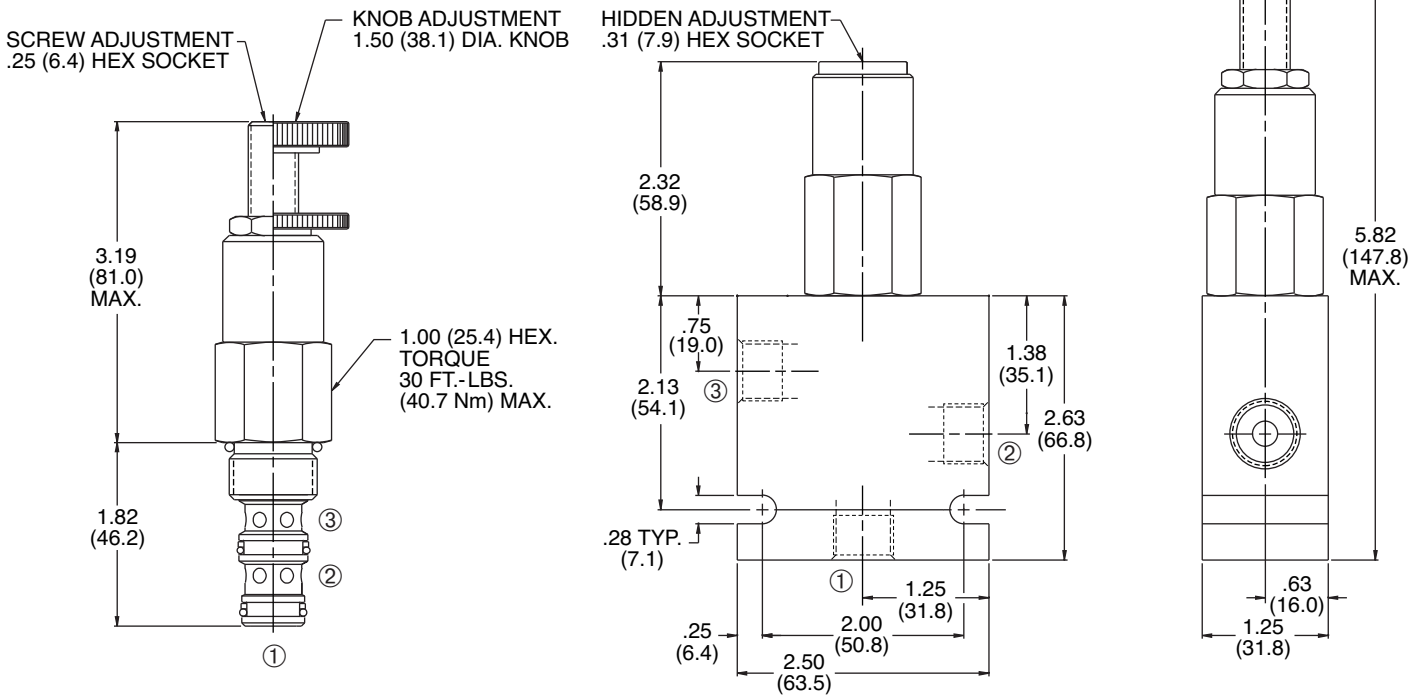 SCREW ADJUSTMENT
.25 (6.4) HEX SOCKET
KNOB ADJUSTMENT
1.50 (38.1) DIA. KNOB
3.19
(81.0)
MAX.
1.00 (25.4) HEX.
TORQUE
30 FT.-LBS.
(40.7 Nm) MAX.
1.82
(46.2)
③
②
①
HIDDEN ADJUSTMENT
.31 (7.9) HEX SOCKET
2.32
(58.9)
.75
(19.0)
③
2.13
(54.1)
1.38
(35.1)
2.63
(66.8)
②
.28 TYP.
(7.1)
①
1.25
(31.8)
.25
(6.4)
2.00
(50.8)
2.50
(63.5)
5.82
(147.8)
MAX.
.63
(16.0)
1.25
(31.8)